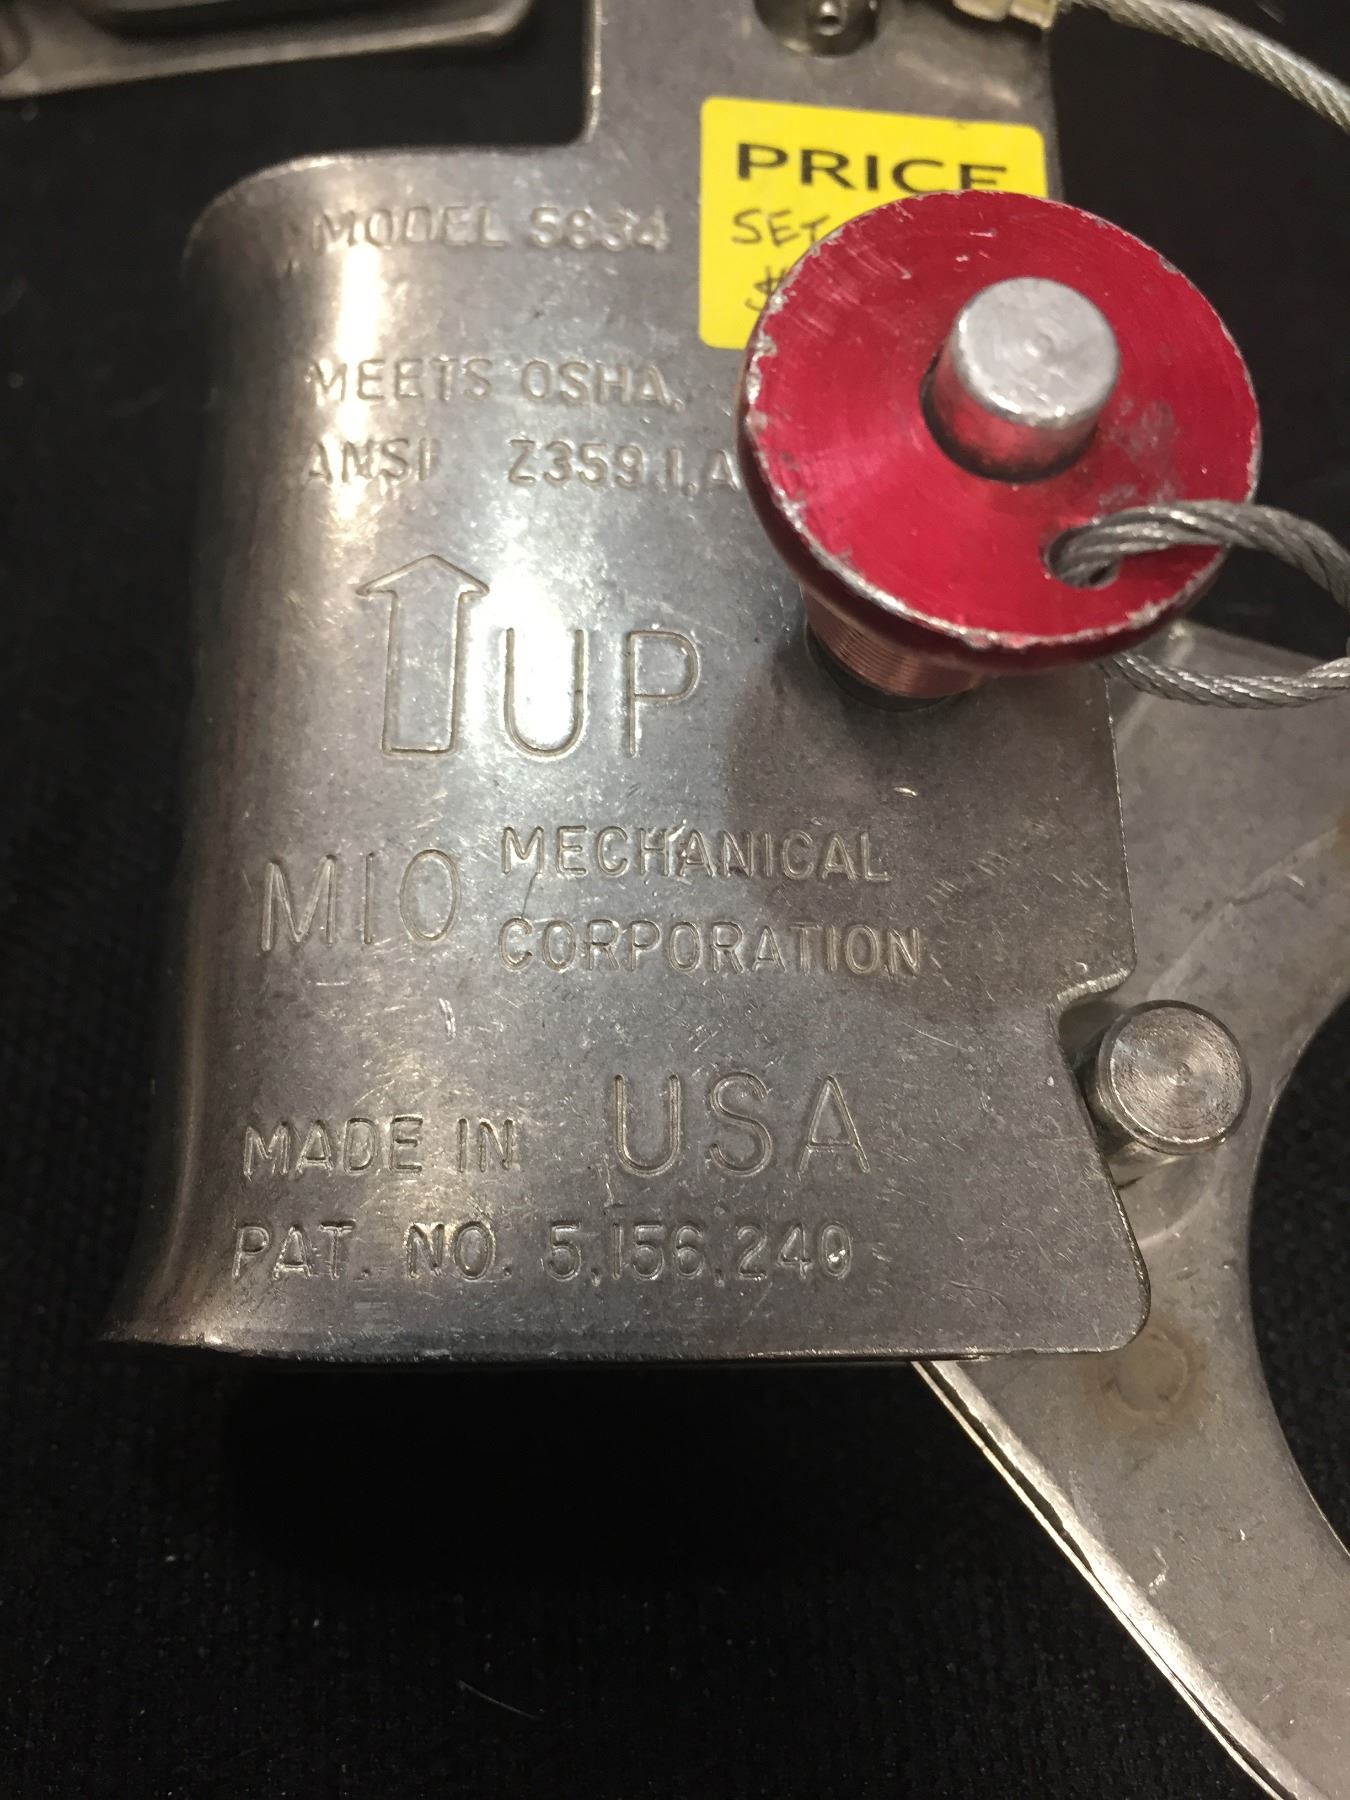 PRICE
SET
$
MODEL 5834
MEETS OSHA,
ANSI Z359.1, A
UP
MIO MECHANICAL
CORPORATION
MADE IN USA
PAT. NO. 5,156,240